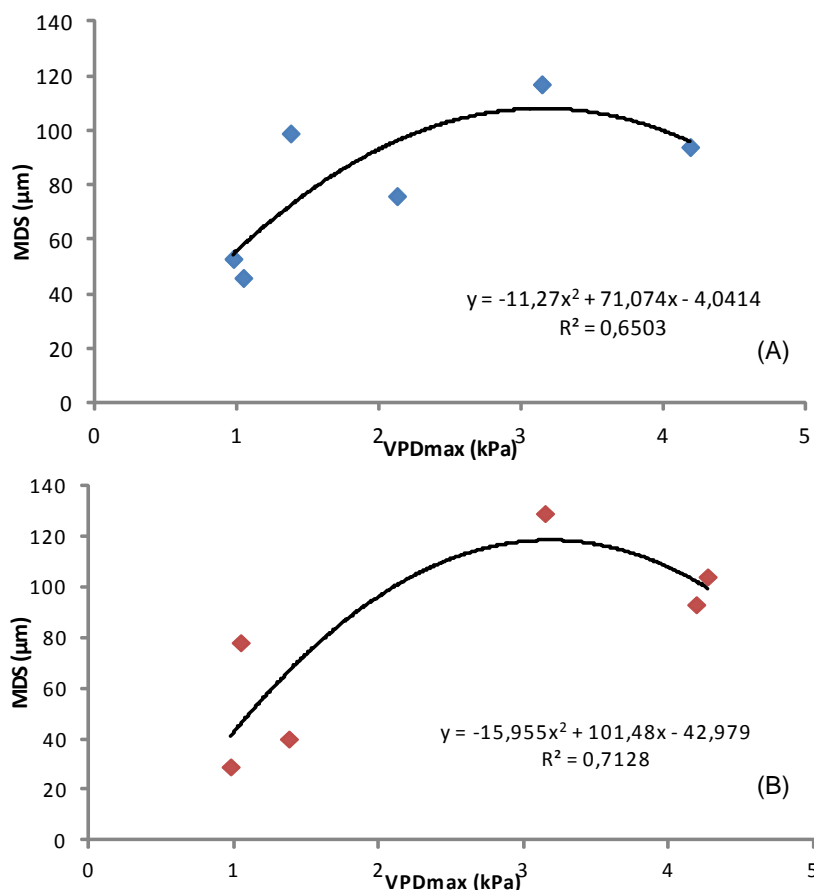 140
120
100
80
60
40
20
0
MDS (µm)
y = -11,27x² + 71,074x - 4,0414
R² = 0,6503
(A)
0 1 2 3 4 5
VPDmax (kPa)
140
120
100
80
60
40
20
0
MDS (µm)
y = -15,955x² + 101,48x - 42,979
R² = 0,7128
(B)
0 1 2 3 4 5
VPDmax (kPa)